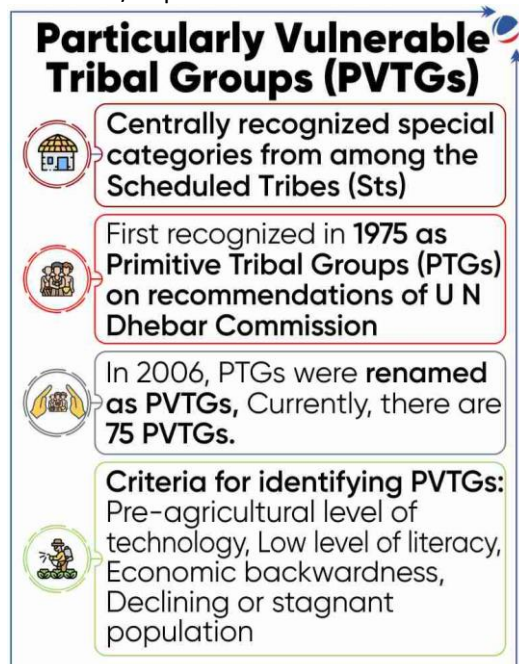 Particularly Vulnerable
Tribal Groups (PVTGs)
Centrally recognized special
categories from among the
Scheduled Tribes (Sts)
First recognized in 1975 as
Primitive Tribal Groups (PTGs)
on recommendations of U N
Dhebar Commission
In 2006, PTGs were renamed
as PVTGs, Currently, there are
75 PVTGs.
Criteria for identifying PVTGs:
Pre-agricultural level of
technology, Low level of literacy,
Economic backwardness,
Declining or stagnant
population